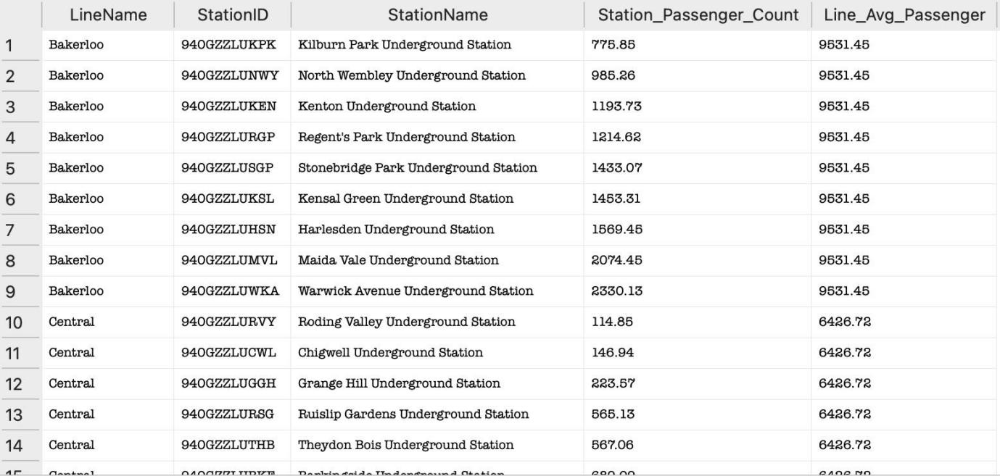 LineName StationID StationName Station_Passenger_Count Line_Avg_Passenger
1 Bakerloo 940GZZLUKPK Kilburn Park Underground Station 775.85 9531.45
2 Bakerloo 940GZZLUNWY North Wembley Underground Station 985.26 9531.45
3 Bakerloo 940GZZLUKEN Kenton Underground Station 1193.73 9531.45
4 Bakerloo 940GZZLURGP Regent's Park Underground Station 1214.62 9531.45
5 Bakerloo 940GZZLUSGP Stonebridge Park Underground Station 1433.07 9531.45
6 Bakerloo 940GZZLUKSL Kensal Green Underground Station 1453.31 9531.45
7 Bakerloo 940GZZLUHSN Harlesden Underground Station 1569.45 9531.45
8 Bakerloo 940GZZLUMVL Maida Vale Underground Station 2074.45 9531.45
9 Bakerloo 940GZZLUWKA Warwick Avenue Underground Station 2330.13 9531.45
10 Central 940GZZLURVY Roding Valley Underground Station 114.85 6426.72
11 Central 940GZZLUCWL Chigwell Underground Station 146.94 6426.72
12 Central 940GZZLUGGH Grange Hill Underground Station 223.57 6426.72
13 Central 940GZZLURSG Ruislip Gardens Underground Station 565.13 6426.72
14 Central 940GZZLUTHB Theydon Bois Underground Station 567.06 6426.72
15 Central Barkingside Underground Station 6426.72